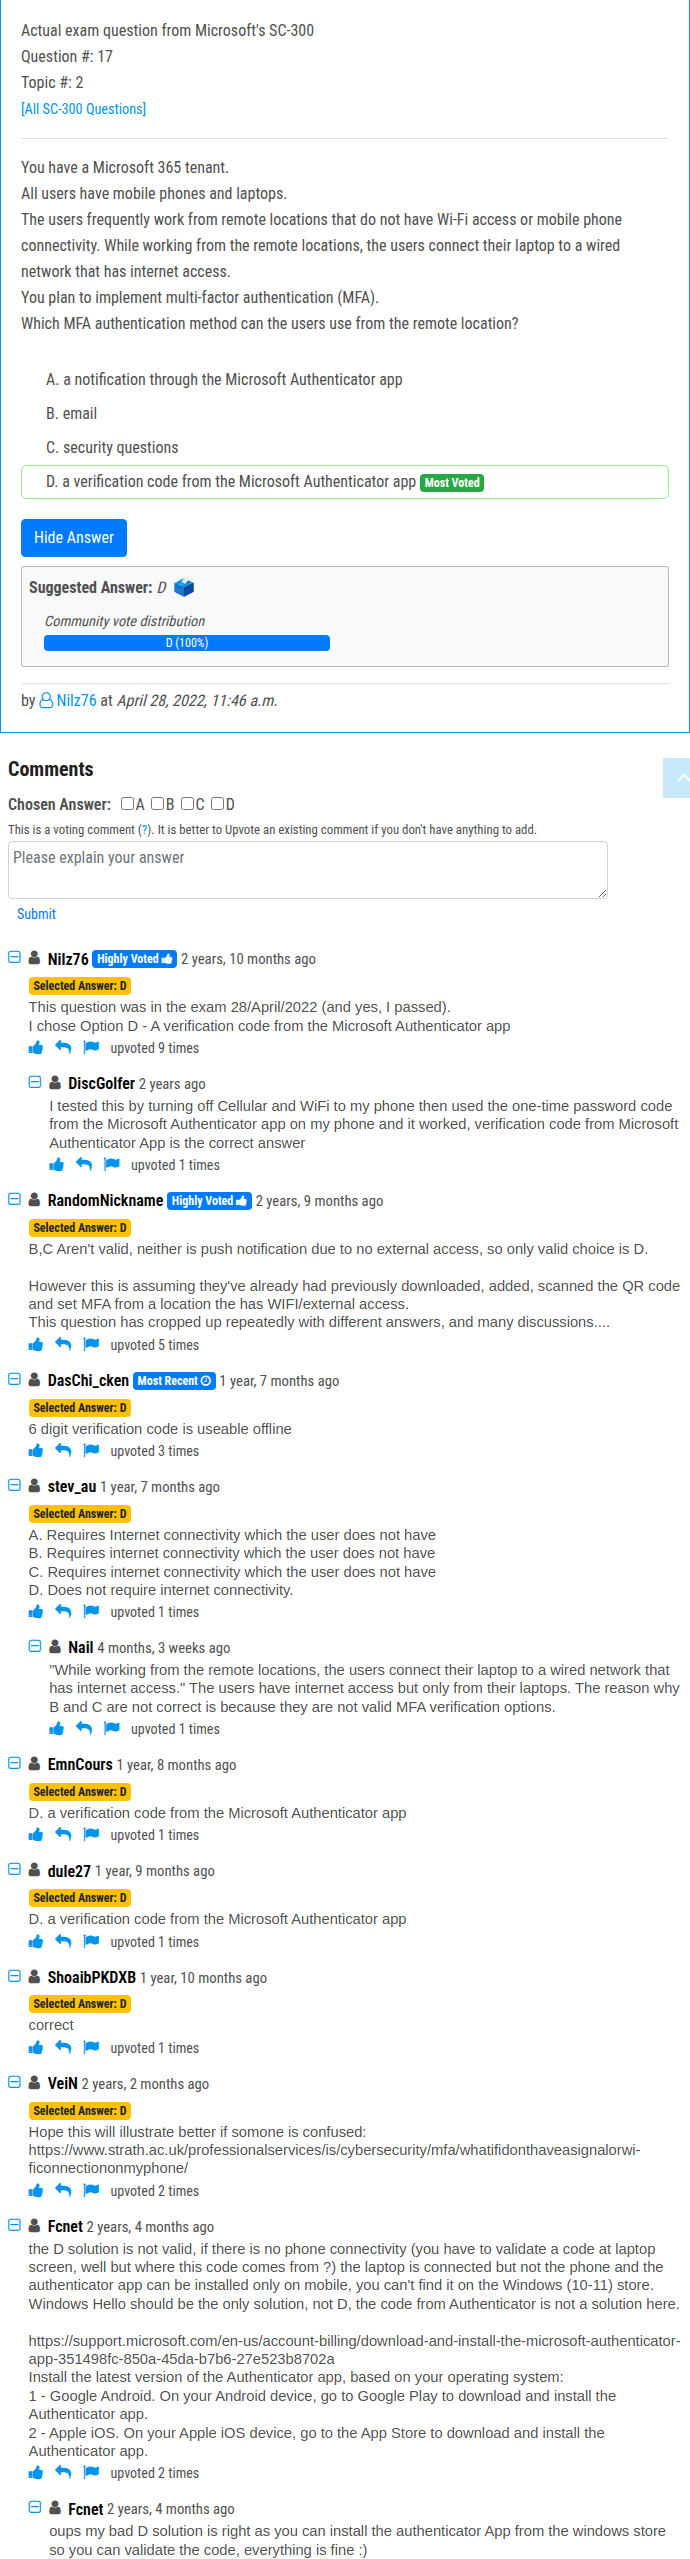 Actual exam question from Microsoft's SC-300
Question #: 17
Topic #: 2
[All SC-300 Questions]
You have a Microsoft 365 tenant.
All users have mobile phones and laptops.
The users frequently work from remote locations that do not have Wi-Fi access or mobile phone
connectivity. While working from the remote locations, the users connect their laptop to a wired
network that has internet access.
You plan to implement multi-factor authentication (MFA).
Which MFA authentication method can the users use from the remote location?
A. a notification through the Microsoft Authenticator app
B. email
C. security questions
D. a verification code from the Microsoft Authenticator app Most Voted
Hide Answer
Suggested Answer: D
Community vote distribution
D (100%)
by Nilz76 at April 28, 2022, 11:46 a.m.
Comments
Chosen Answer: A B C D
This is a voting comment (?). It is better to Upvote an existing comment if you don't have anything to add.
Please explain your answer
Submit
Nilz76 Highly Voted 2 years, 10 months ago
Selected Answer: D
This question was in the exam 28/April/2022 (and yes, I passed).
I chose Option D - A verification code from the Microsoft Authenticator app
upvoted 9 times
DiscGolfer 2 years ago
I tested this by turning off Cellular and WiFi to my phone then used the one-time password code
from the Microsoft Authenticator app on my phone and it worked, verification code from Microsoft
Authenticator App is the correct answer
upvoted 1 times
RandomNickname Highly Voted 2 years, 9 months ago
Selected Answer: D
B,C Aren't valid, neither is push notification due to no external access, so only valid choice is D.
However this is assuming they've already had previously downloaded, added, scanned the QR code
and set MFA from a location the has WIFI/external access.
This question has cropped up repeatedly with different answers, and many discussions....
upvoted 5 times
DasChi_cken Most Recent 1 year, 7 months ago
Selected Answer: D
6 digit verification code is useable offline
upvoted 3 times
stev_au 1 year, 7 months ago
Selected Answer: D
A. Requires Internet connectivity which the user does not have
B. Requires internet connectivity which the user does not have
C. Requires internet connectivity which the user does not have
D. Does not require internet connectivity.
upvoted 1 times
Nail 4 months, 3 weeks ago
"While working from the remote locations, the users connect their laptop to a wired network that
has internet access." The users have internet access but only from their laptops. The reason why
B and C are not correct is because they are not valid MFA verification options.
upvoted 1 times
EmnCours 1 year, 8 months ago
Selected Answer: D
D. a verification code from the Microsoft Authenticator app
upvoted 1 times
dule27 1 year, 9 months ago
Selected Answer: D
D. a verification code from the Microsoft Authenticator app
upvoted 1 times
ShoaibPKDXB 1 year, 10 months ago
Selected Answer: D
correct
upvoted 1 times
VeiN 2 years, 2 months ago
Selected Answer: D
Hope this will illustrate better if somone is confused:
https://www.strath.ac.uk/professionalservices/is/cybersecurity/mfa/whatifidonthaveasignalorwi-
ficonnectiononmyphone/
upvoted 2 times
Fcnet 2 years, 4 months ago
the D solution is not valid, if there is no phone connectivity (you have to validate a code at laptop
screen, well but where this code comes from ?) the laptop is connected but not the phone and the
authenticator app can be installed only on mobile, you can't find it on the Windows (10-11) store.
Windows Hello should be the only solution, not D, the code from Authenticator is not a solution here.
https://support.microsoft.com/en-us/account-billing/download-and-install-the-microsoft-authenticator-
app-351498fc-850a-45da-b7b6-27e523b8702a
Install the latest version of the Authenticator app, based on your operating system:
1 - Google Android. On your Android device, go to Google Play to download and install the
Authenticator app.
2 - Apple iOS. On your Apple iOS device, go to the App Store to download and install the
Authenticator app.
upvoted 2 times
Fcnet 2 years, 4 months ago
oups my bad D solution is right as you can install the authenticator App from the windows store
so you can validate the code, everything is fine :)